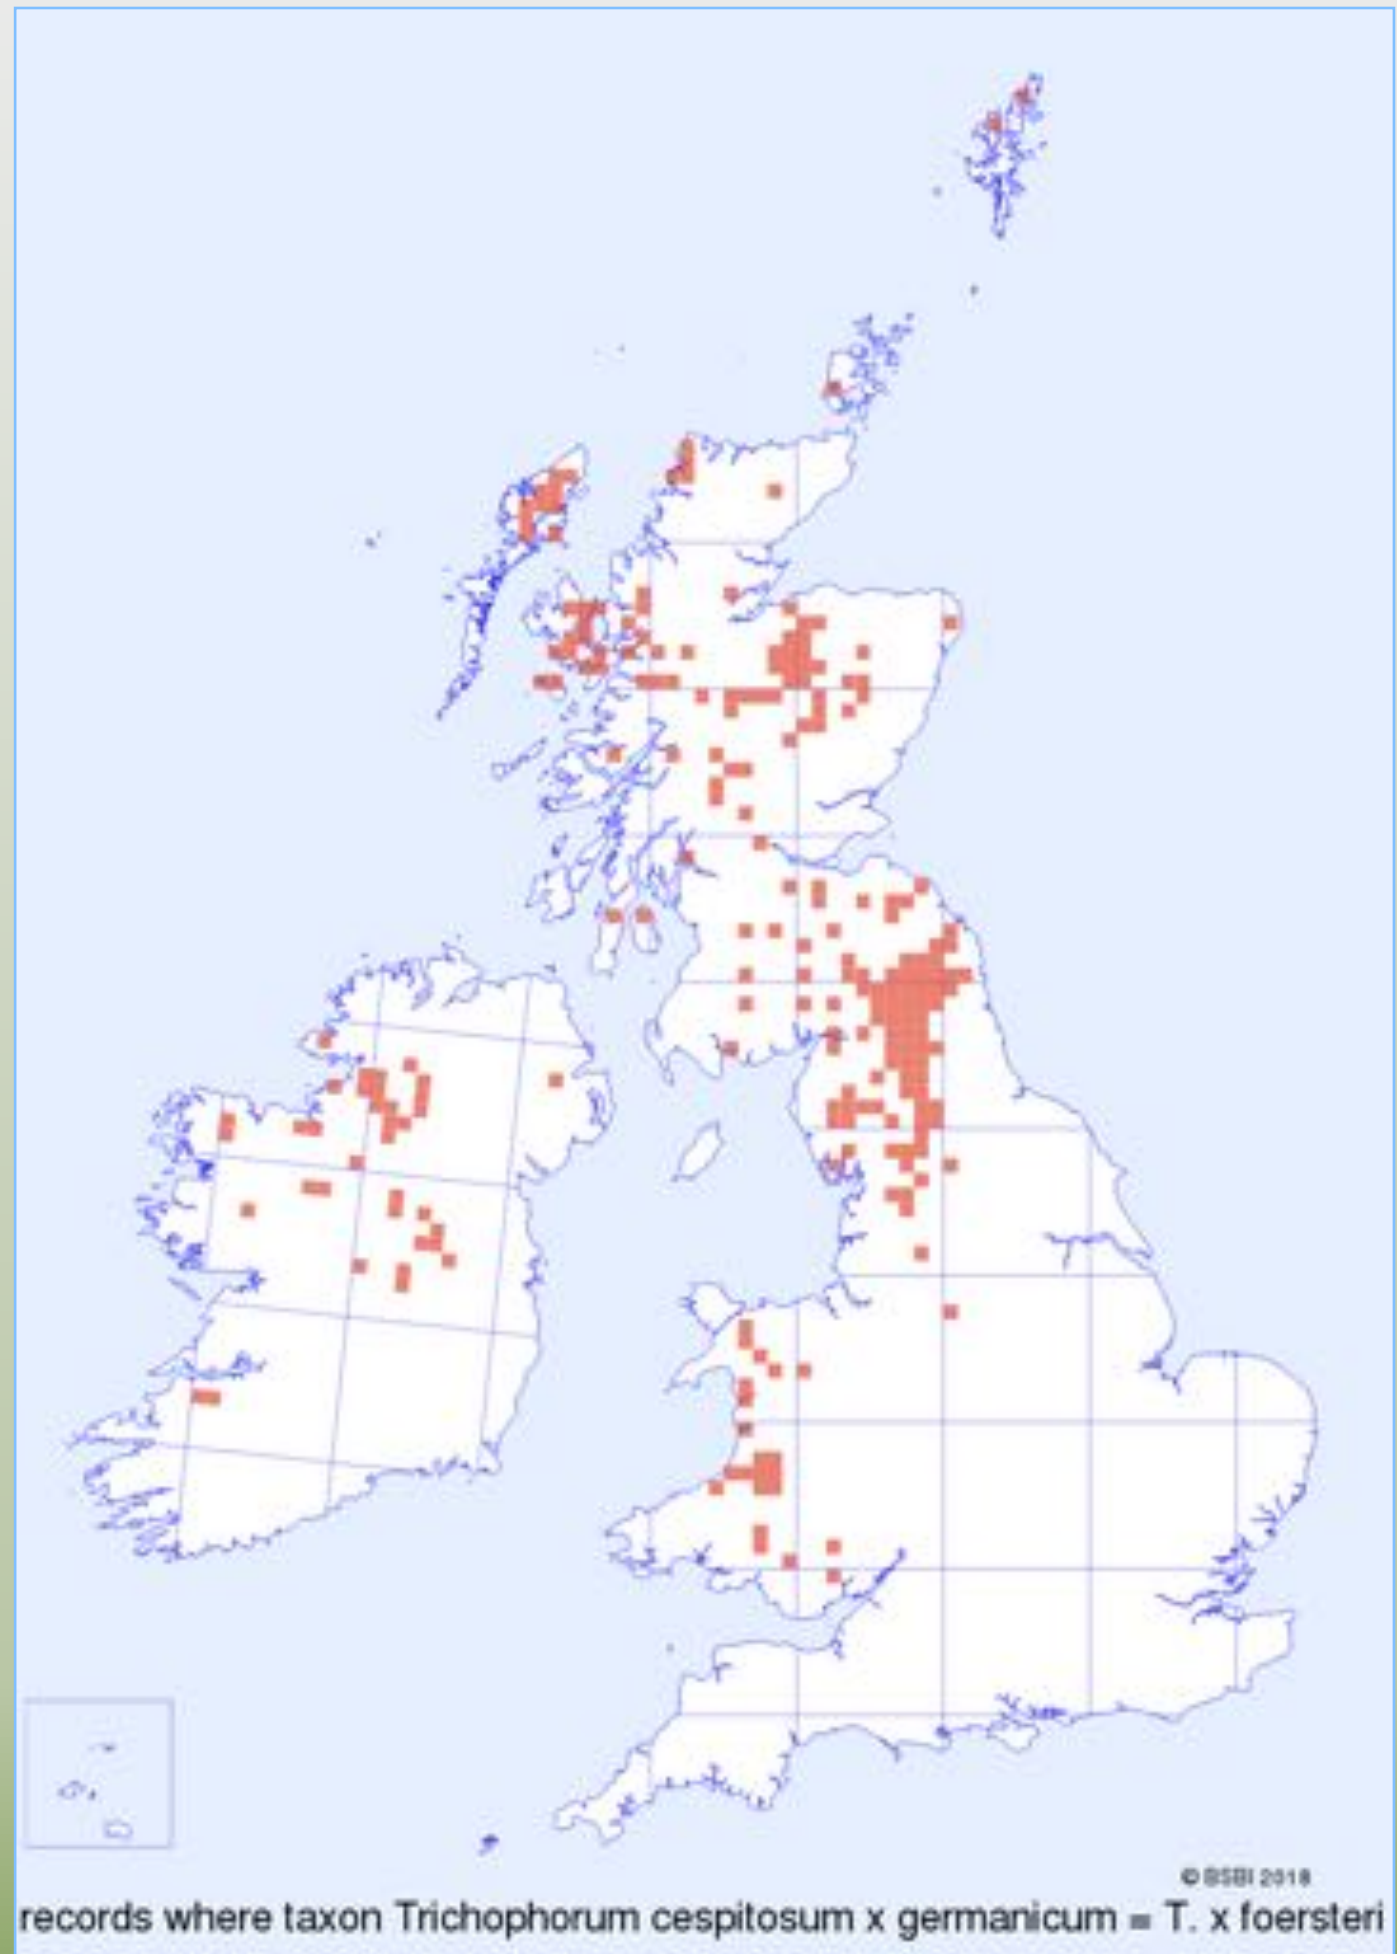 © BSBI 2018
records where taxon Trichophorum cespitosum x germanicum = T. x foersteri